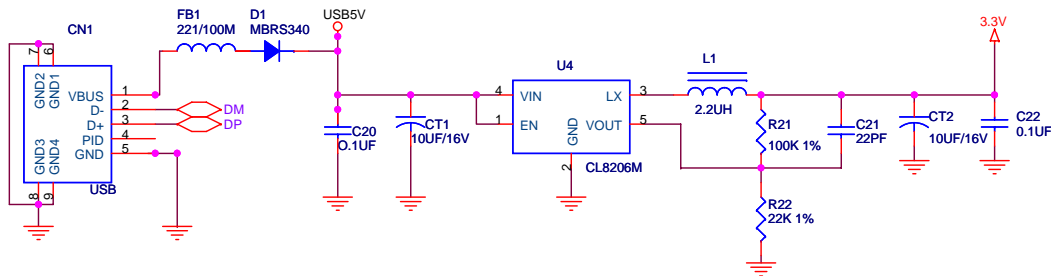 CN1
7
6
GND2
GND1
VBUS
1
D-
2
D+
3
PID
4
GND
5
GND3
GND4
8
9
USB
DM
DP
FB1
221/100M
D1
MBRS340
USB5V
C20
0.1UF
CT1
10UF/16V
U4
4
VIN
LX
3
1
EN
VOUT
5
GND
2
CL8206M
L1
2.2UH
R21
100K 1%
C21
22PF
R22
22K 1%
CT2
10UF/16V
3.3V
C22
0.1UF